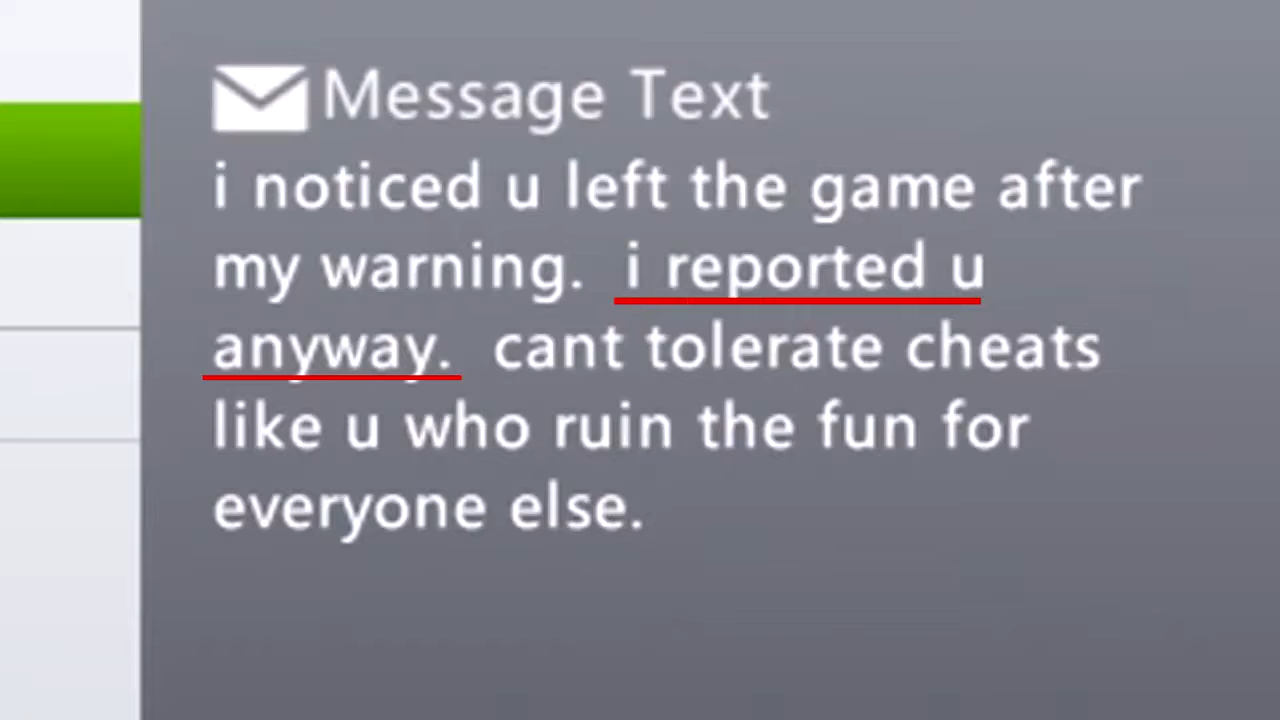 Message Text
i noticed u left the game after
my warning.  i reported u
anyway.  cant tolerate cheats
like u who ruin the fun for
everyone else.